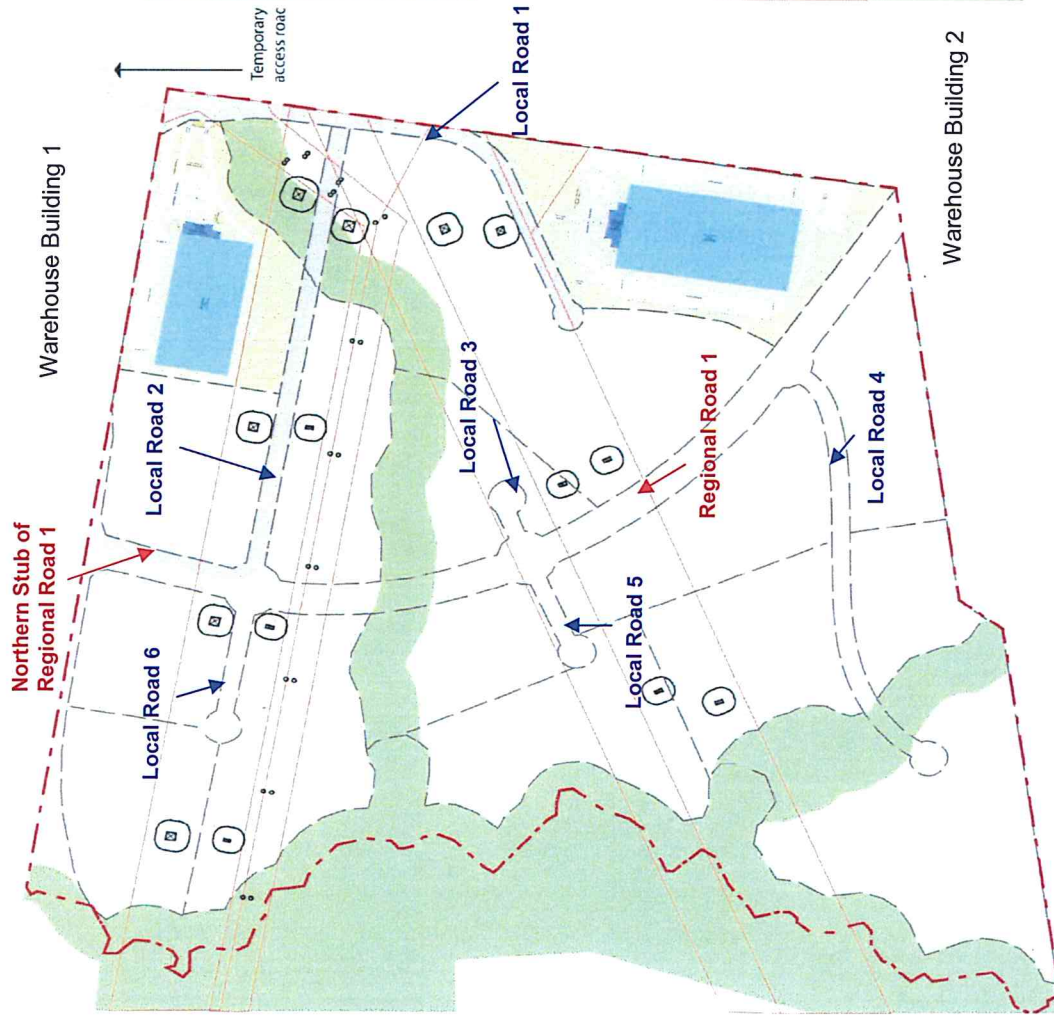 Temporary
access roac
Warehouse Building 1
Local Road 1
Local Road 2
Northern Stub of
Regional Road 1
Local Road 3
Local Road 6
Regional Road 1
Local Road 5
Local Road 4
Warehouse Building 2